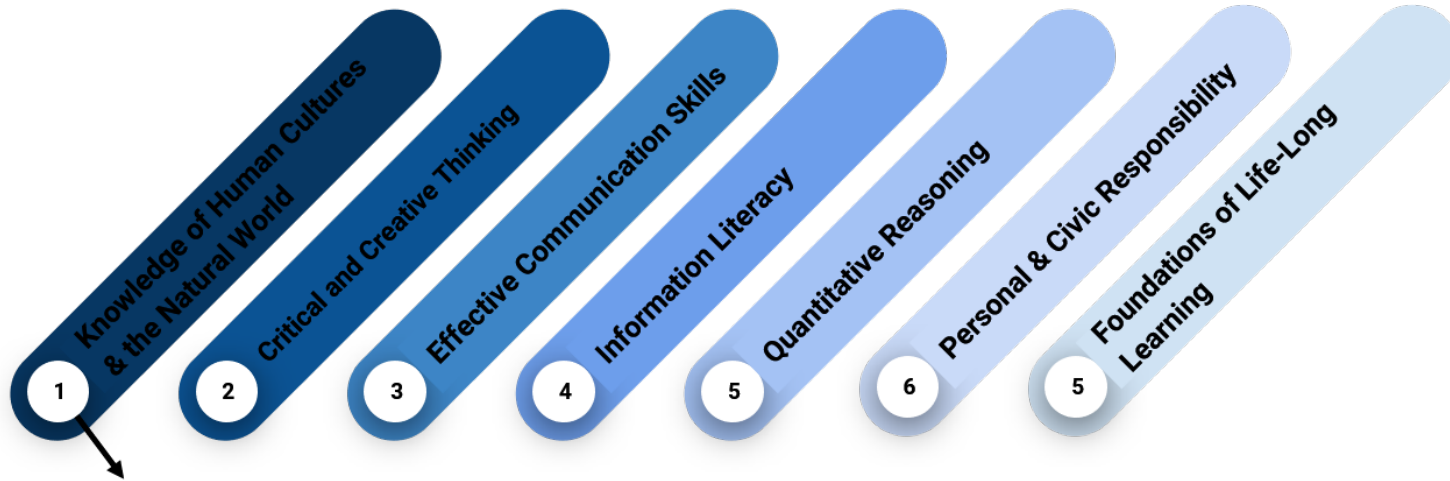 1
Knowledge of Human Cultures
& the Natural World
2
Critical and Creative Thinking
3
Effective Communication Skills
4
Information Literacy
5
Quantitative Reasoning
6
Personal & Civic Responsibility
5
Foundations of Life-Long
Learning